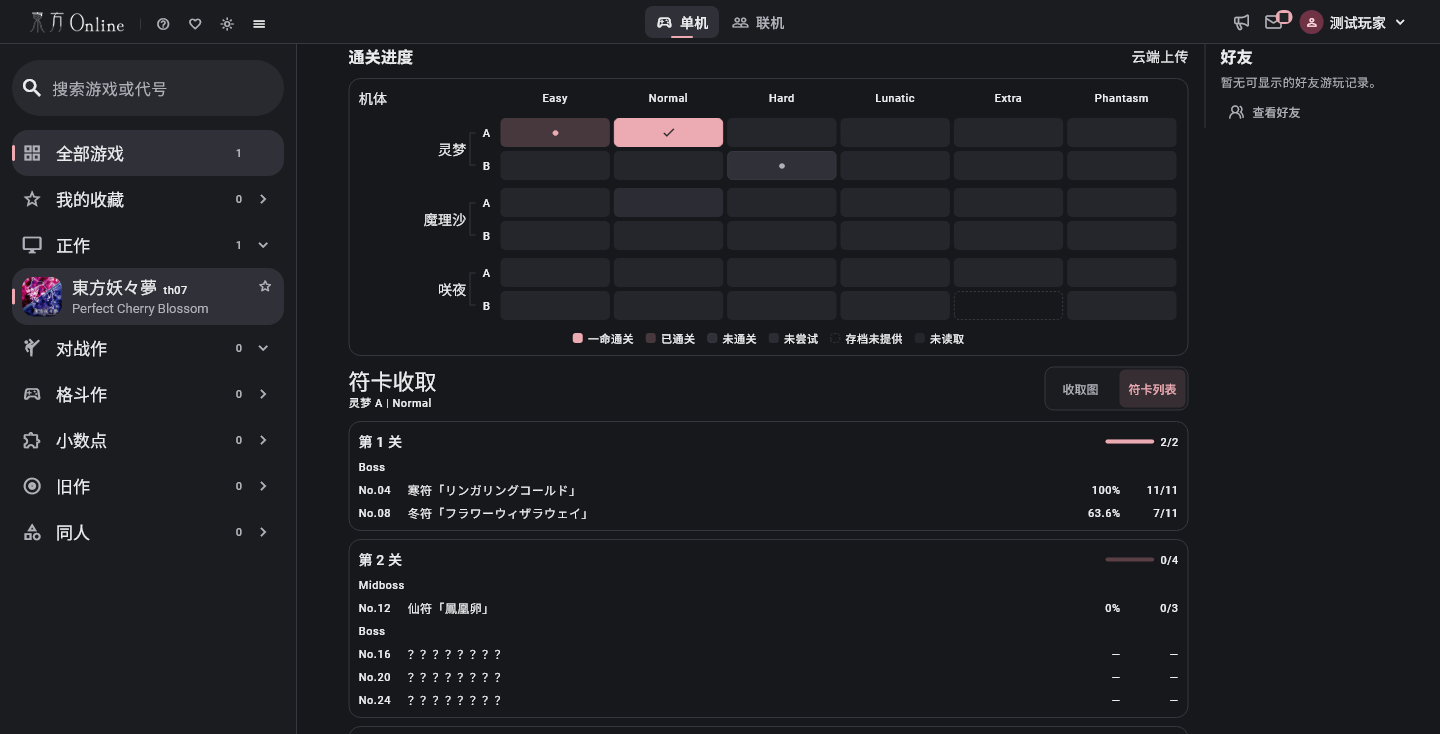 東方Online
单机
联机
测试玩家
搜索游戏或代号
全部游戏 1
我的收藏 0
正作 1
東方妖々夢 th07
Perfect Cherry Blossom
对战作 0
格斗作 0
小数点 0
旧作 0
同人 0
通关进度
云端上传
机体 Easy Normal Hard Lunatic Extra Phantasm
灵梦
A
B
魔理沙
A
B
咲夜
A
B
一命通关 已通关 未通关 未尝试 存档未提供 未读取
符卡收取
灵梦 A | Normal
收取图 符卡列表
第 1 关 2/2
Boss
No.04 寒符「リンガリングコールド」 100% 11/11
No.08 冬符「フラワーウィザラウェイ」 63.6% 7/11
第 2 关 0/4
Midboss
No.12 仙符「鳳凰卵」 0% 0/3
Boss
No.16 ？？？？？？？？ — —
No.20 ？？？？？？？？ — —
No.24 ？？？？？？？？ — —
好友
暂无可显示的好友游玩记录。
查看好友